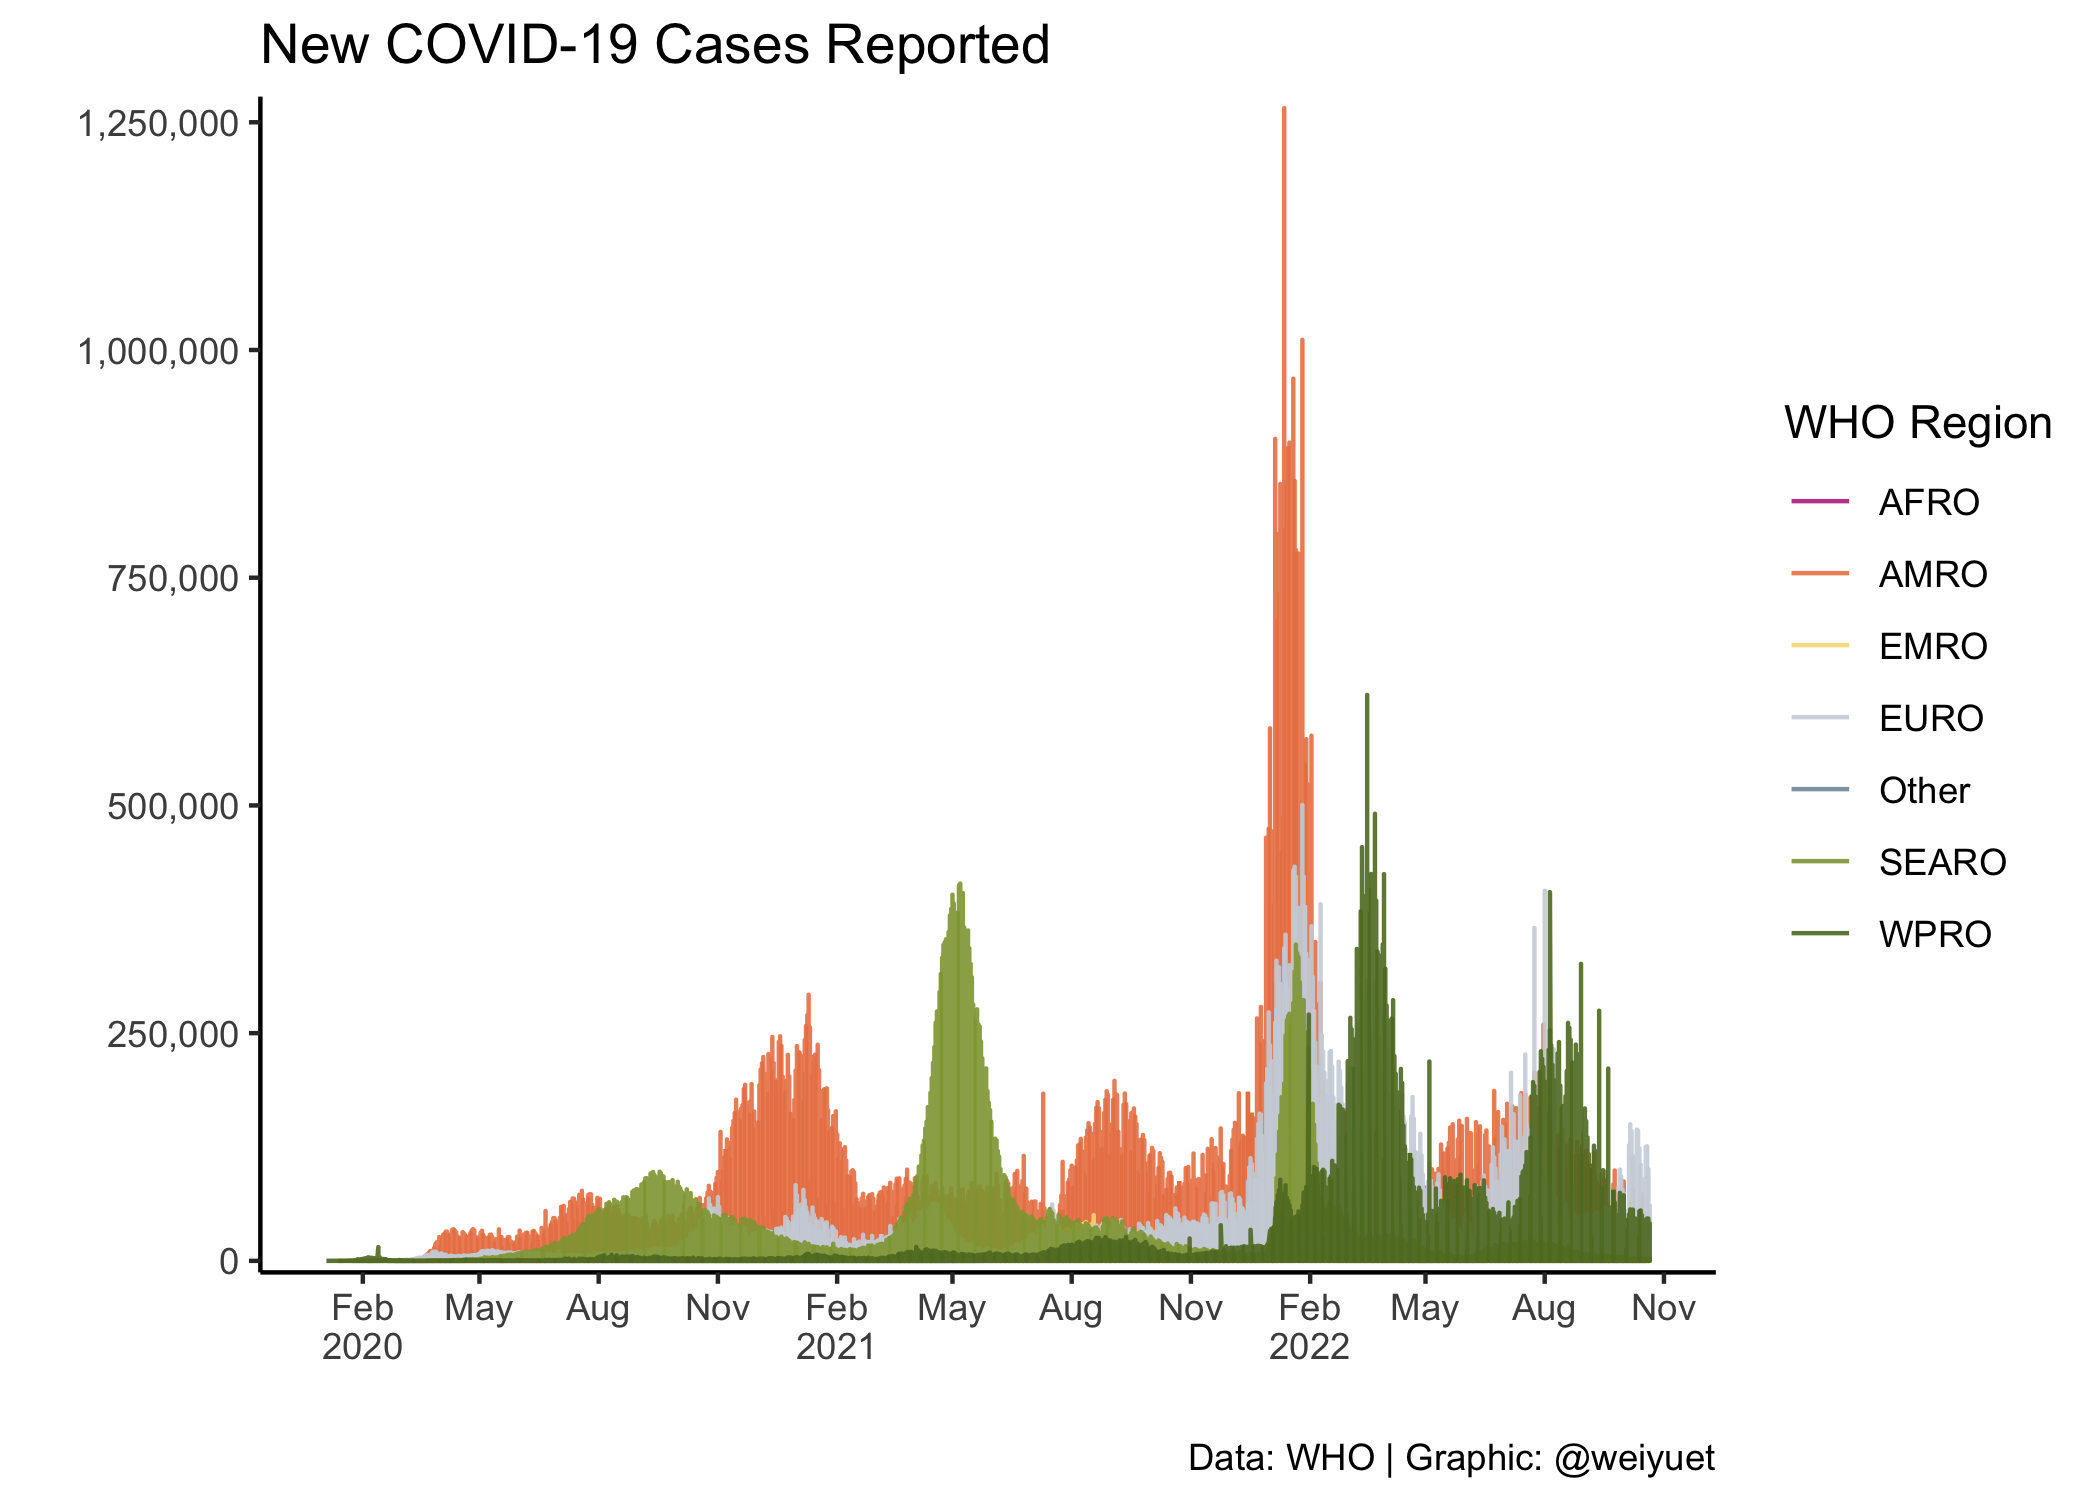 New COVID-19 Cases Reported
1,250,000
1,000,000
750,000
500,000
250,000
0
Feb May Aug Nov Feb May Aug Nov Feb May Aug Nov
2020 2021 2022
WHO Region
AFRO
AMRO
EMRO
EURO
Other
SEARO
WPRO
Data: WHO | Graphic: @weiyuet